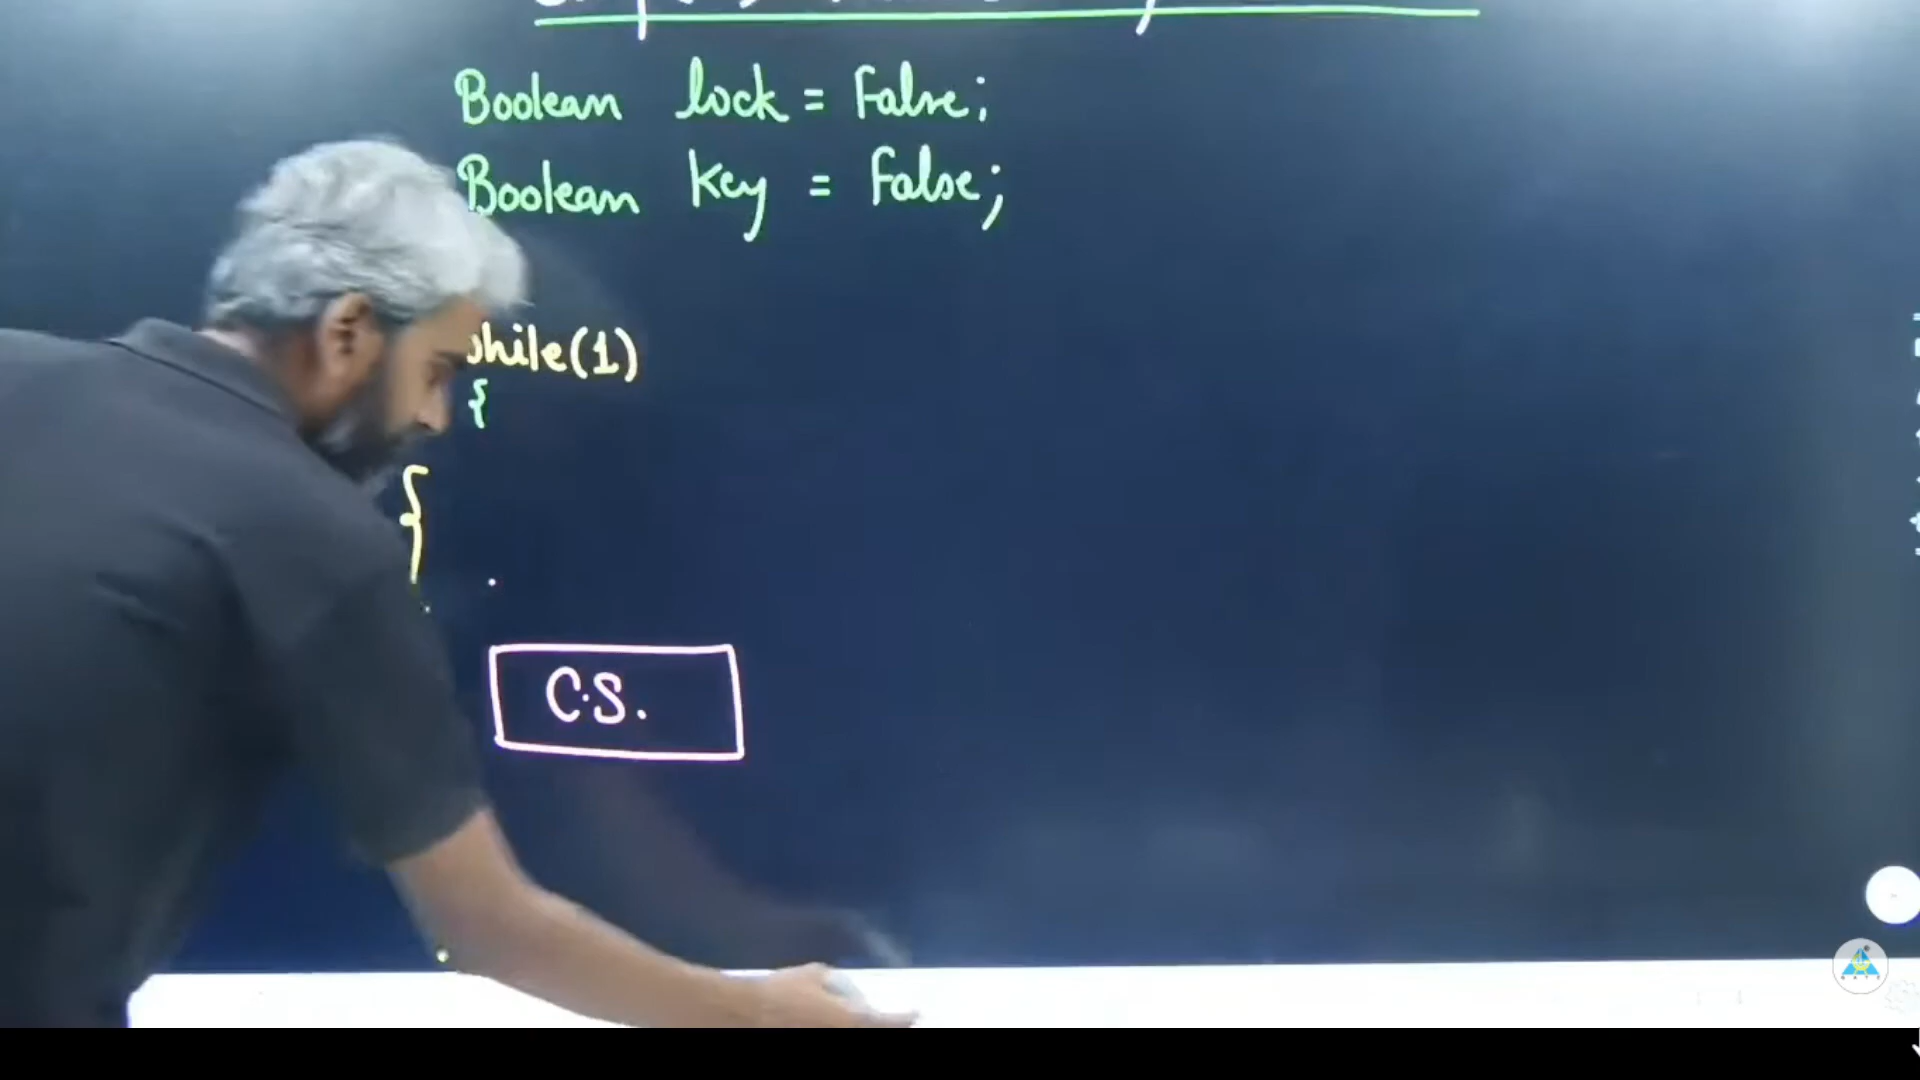 Boolean lock = False;
Boolean key = False;
while(1)
{
{
C.S.